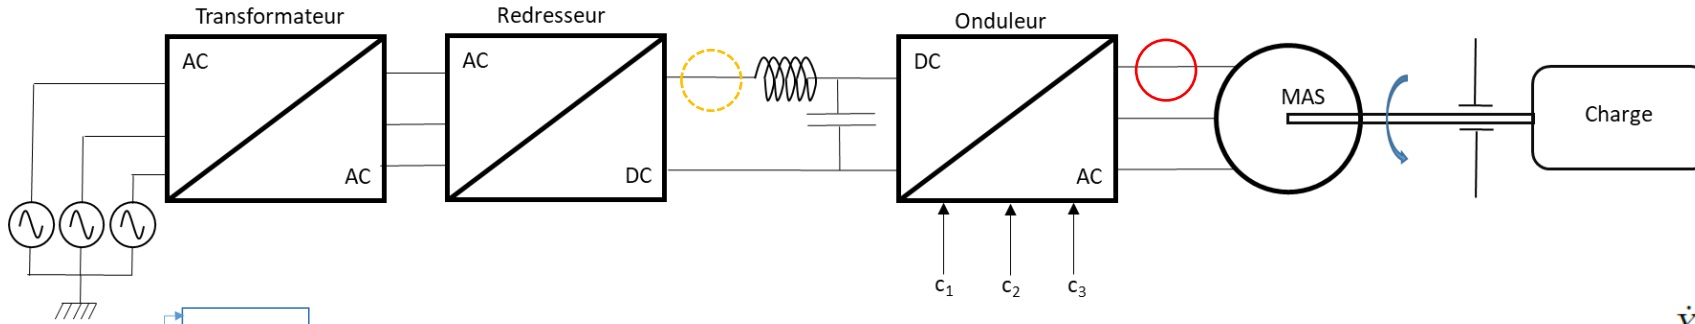 Transformateur
Redresseur
Onduleur
AC
AC
AC
DC
DC
AC
MAS
Charge
c₁
c₂
c₃
v̇